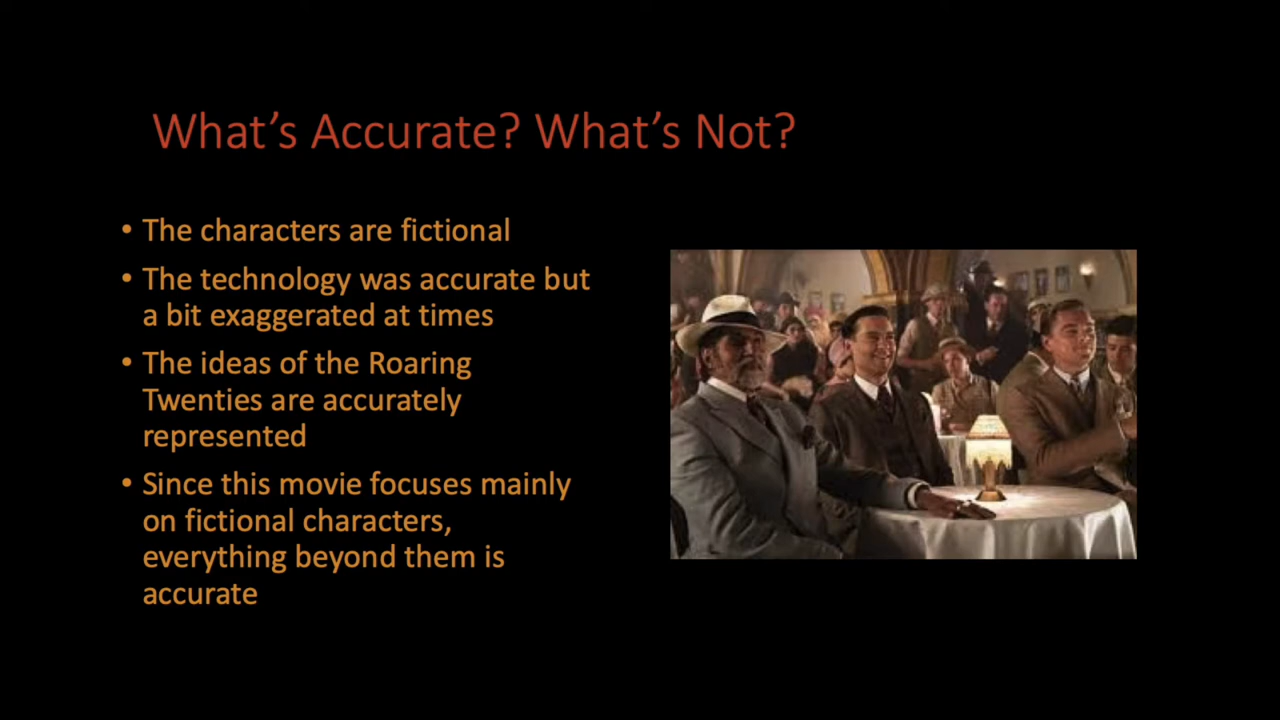 What’s Accurate? What’s Not?
• The characters are fictional
• The technology was accurate but
a bit exaggerated at times
• The ideas of the Roaring
Twenties are accurately
represented
• Since this movie focuses mainly
on fictional characters,
everything beyond them is
accurate